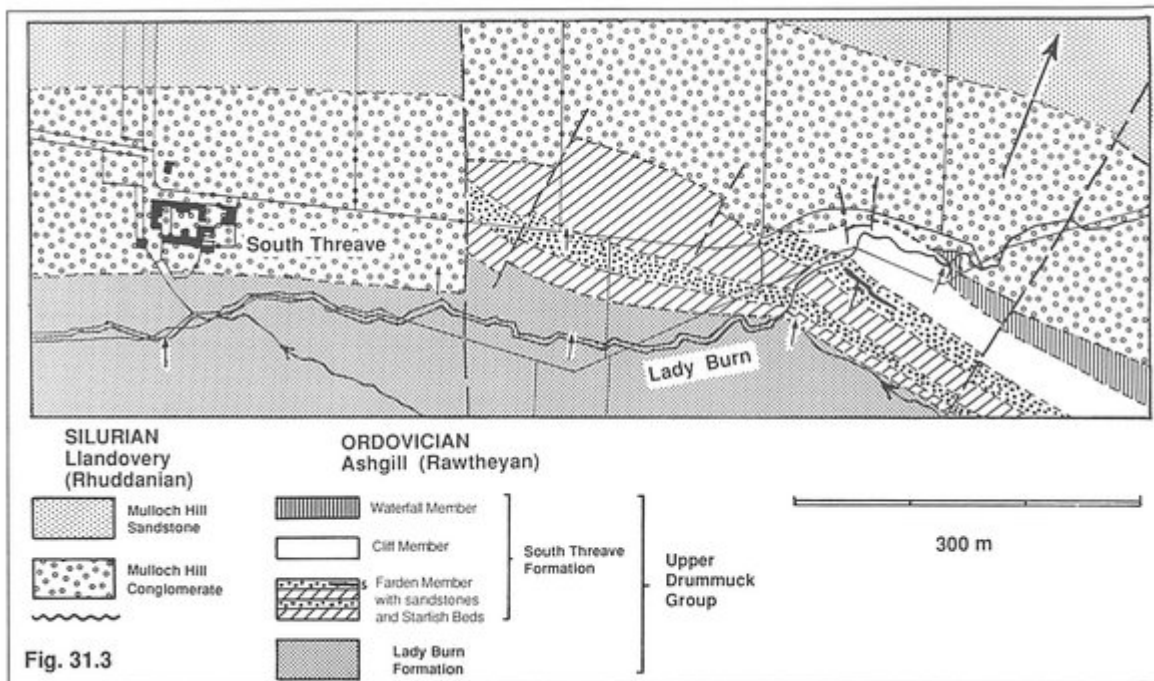 South Threave
Lady Burn
SILURIAN
Llandovery
(Rhuddanian)
Mulloch Hill
Sandstone
Mulloch Hill
Conglomerate
Fig. 31.3
ORDOVICIAN
Ashgill (Rawtheyan)
Waterfall Member
Cliff Member
s
Farden Member
with sandstones
and Starfish Beds
Lady Burn
Formation
South Threave
Formation
Upper
Drummuck
Group
300 m